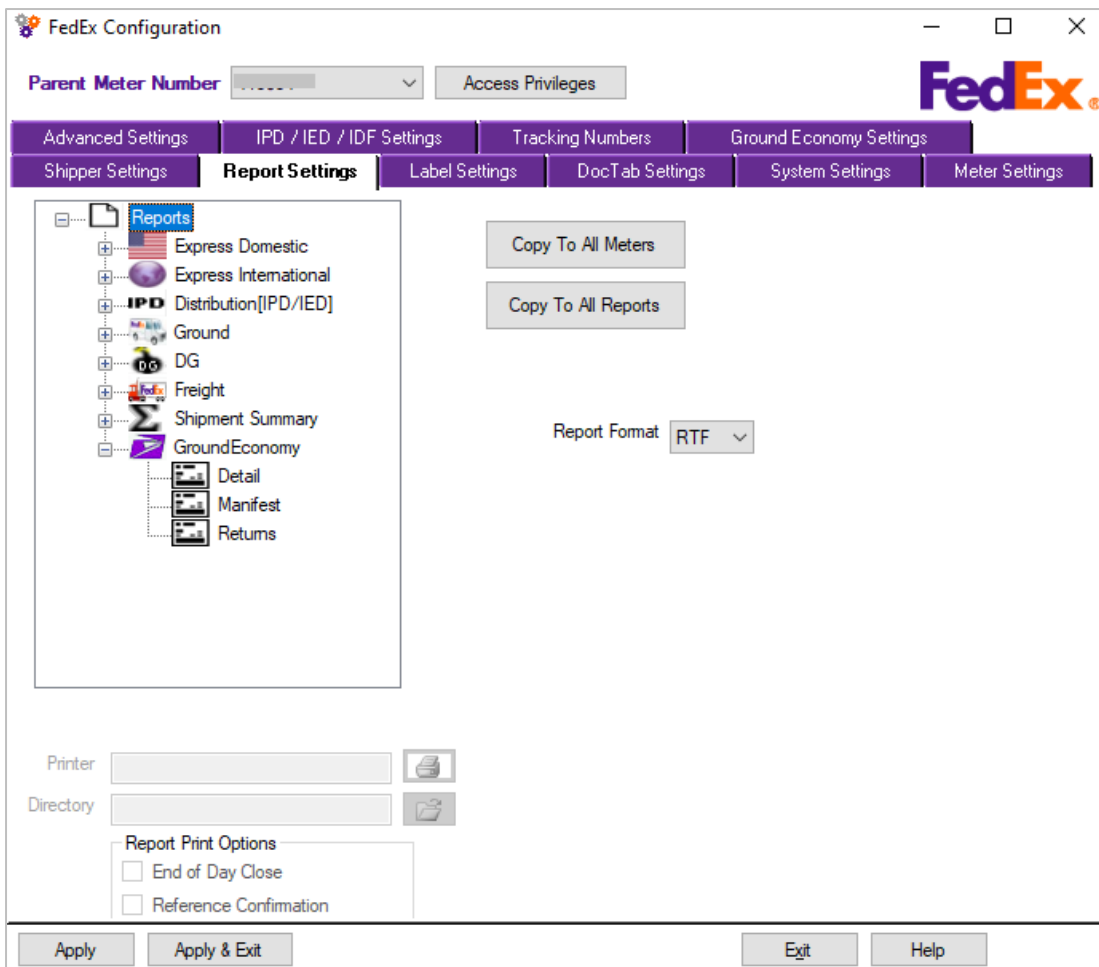 FedEx Configuration
Parent Meter Number
Access Privileges
FedEx ®
Advanced Settings IPD / IED / IDF Settings Tracking Numbers Ground Economy Settings
Shipper Settings Report Settings Label Settings DocTab Settings System Settings Meter Settings
Reports
Express Domestic
Express International
IPD Distribution[IPD/IED]
Ground
DG DG
FedEx Freight
Shipment Summary
GroundEconomy
Detail
Manifest
Returns
Copy To All Meters
Copy To All Reports
Report Format RTF
Printer
Directory
Report Print Options
End of Day Close
Reference Confirmation
Apply Apply & Exit Exit Help